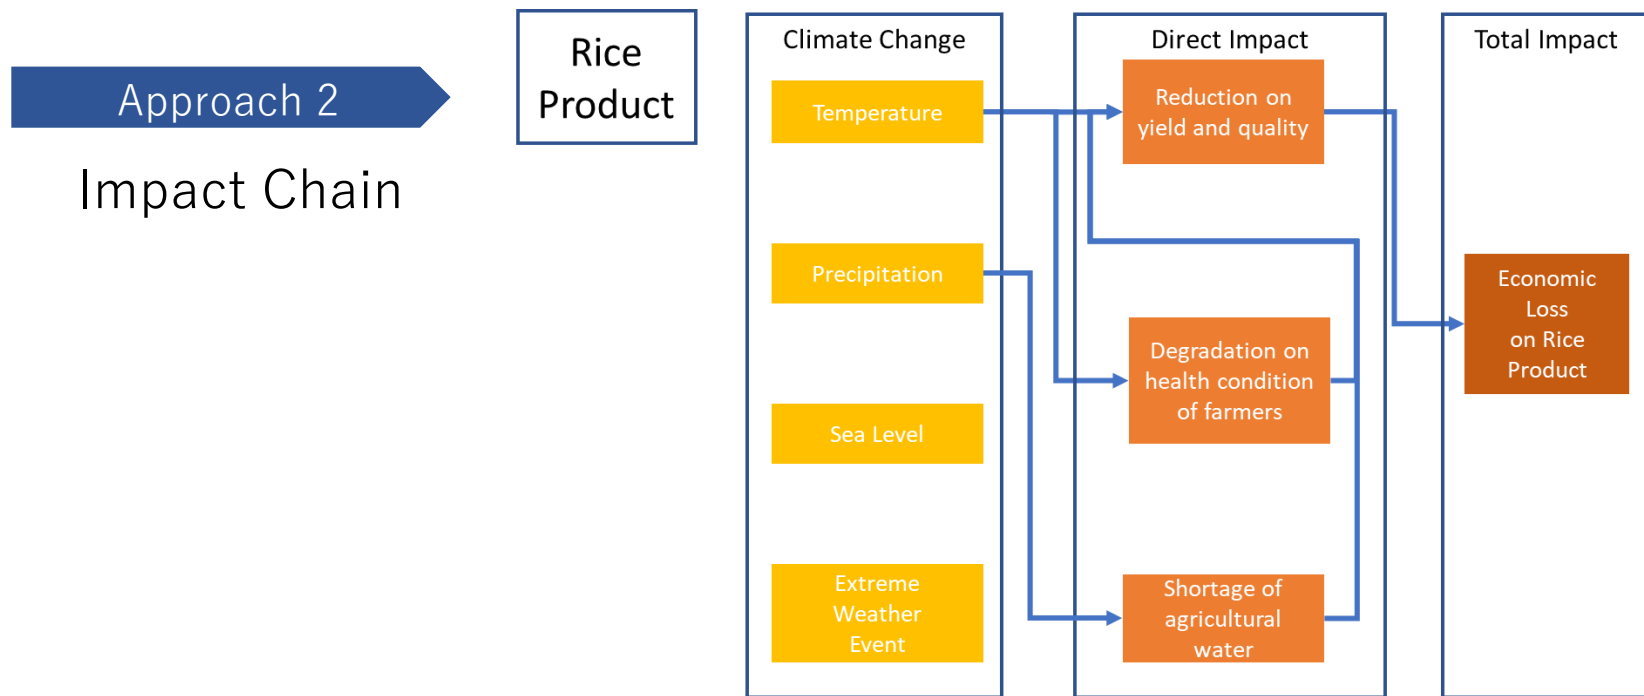 Approach 2
Impact Chain
Rice
Product
Climate Change
Temperature
Precipitation
Sea Level
Extreme
Weather
Event
Direct Impact
Reduction on
yield and quality
Degradation on
health condition
of farmers
Shortage of
agricultural
water
Total Impact
Economic
Loss
on Rice
Product